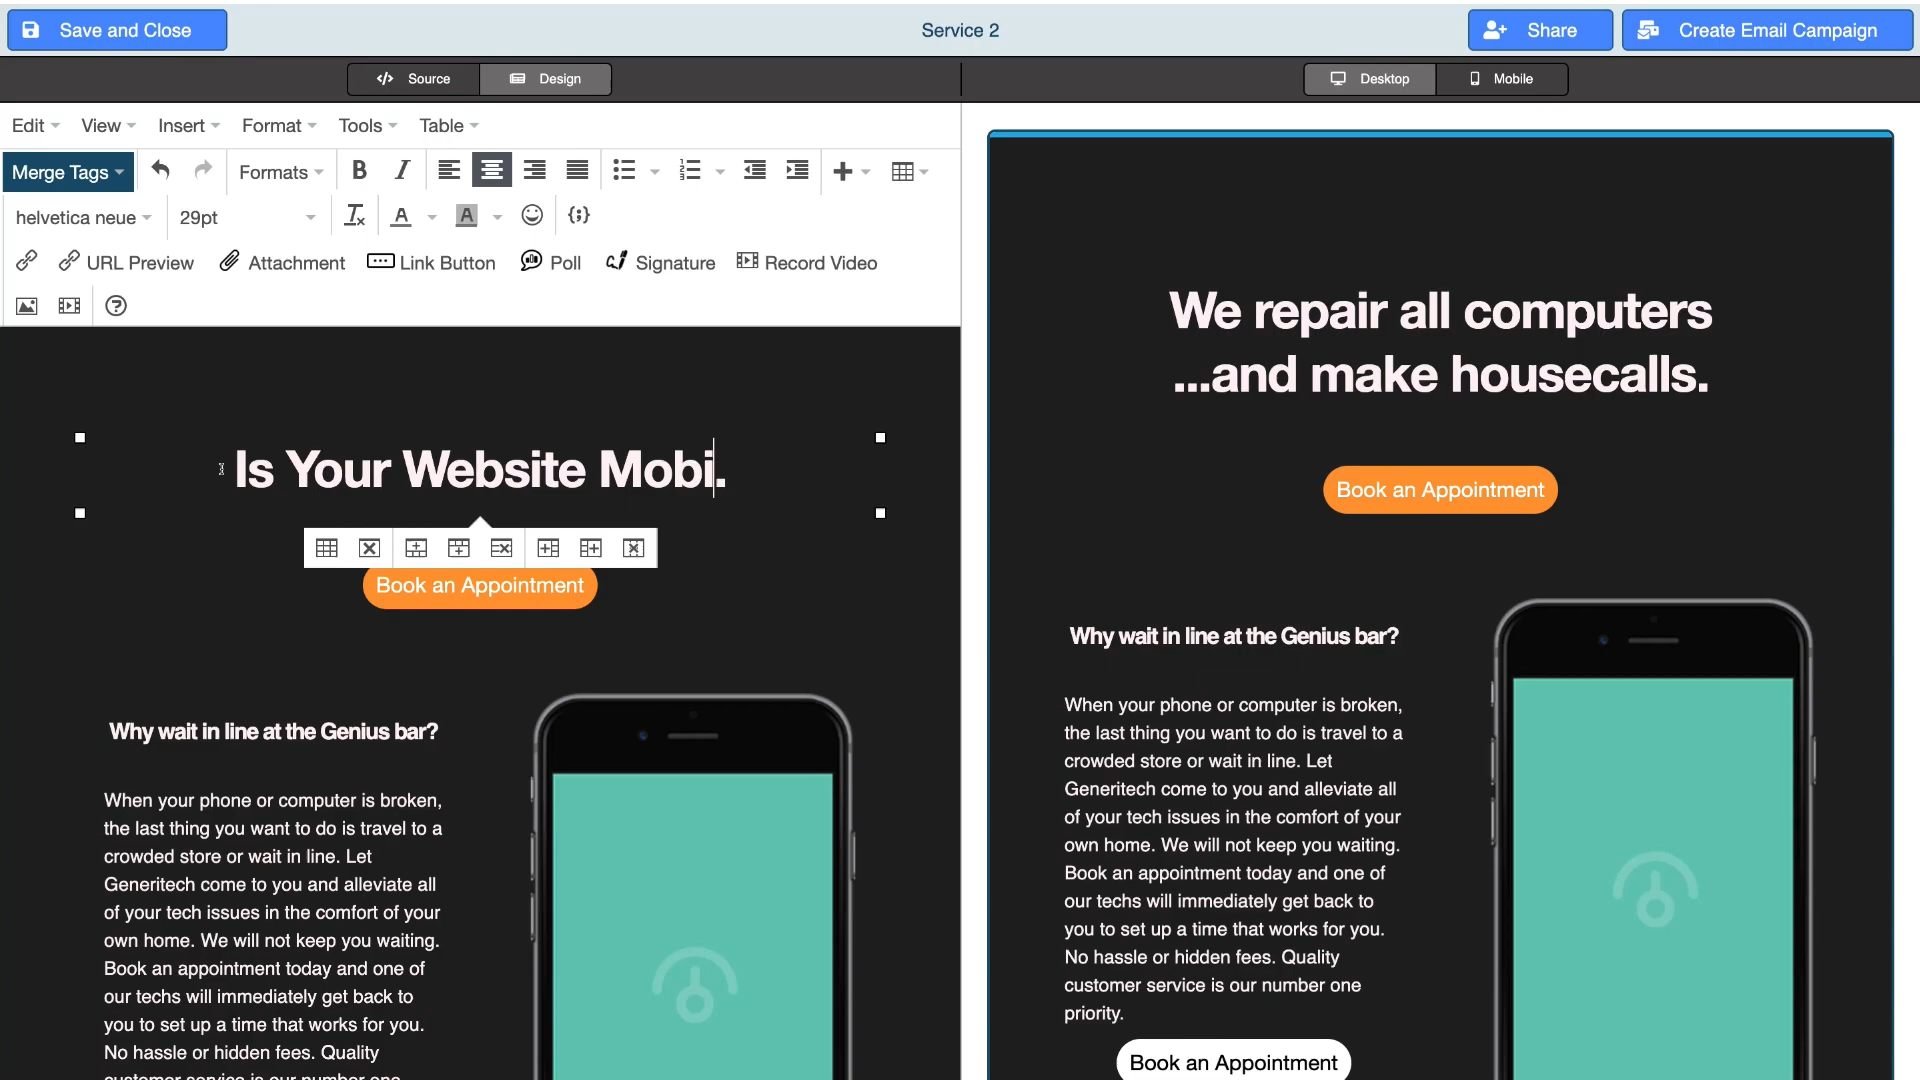 Save and Close
Service 2
Share
Create Email Campaign
Source
Design
Desktop
Mobile
Edit
View
Insert
Format
Tools
Table
Merge Tags
Formats
helvetica neue
29pt
URL Preview
Attachment
Link Button
Poll
Signature
Record Video
Is Your Website Mobi.
Book an Appointment
Why wait in line at the Genius bar?
When your phone or computer is broken,
the last thing you want to do is travel to a
crowded store or wait in line. Let
Generitech come to you and alleviate all
of your tech issues in the comfort of your
own home. We will not keep you waiting.
Book an appointment today and one of
our techs will immediately get back to
you to set up a time that works for you.
No hassle or hidden fees. Quality
customer service is our number one
We repair all computers
...and make housecalls.
Book an Appointment
Why wait in line at the Genius bar?
When your phone or computer is broken,
the last thing you want to do is travel to a
crowded store or wait in line. Let
Generitech come to you and alleviate all
of your tech issues in the comfort of your
own home. We will not keep you waiting.
Book an appointment today and one of
our techs will immediately get back to
you to set up a time that works for you.
No hassle or hidden fees. Quality
customer service is our number one
priority.
Book an Appointment